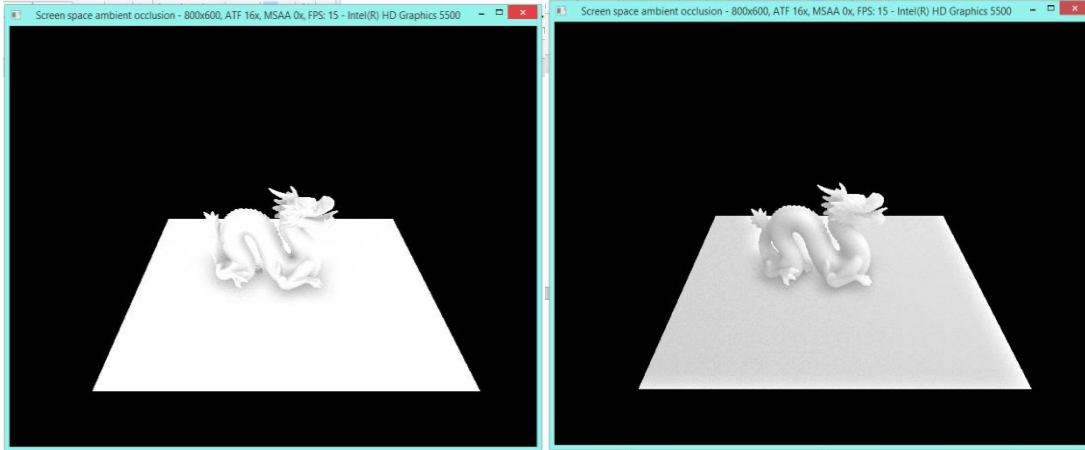 Screen space ambient occlusion - 800x600, ATF 16x, MSAA 0x, FPS: 15 - Intel(R) HD Graphics 5500
Screen space ambient occlusion - 800x600, ATF 16x, MSAA 0x, FPS: 15 - Intel(R) HD Graphics 5500